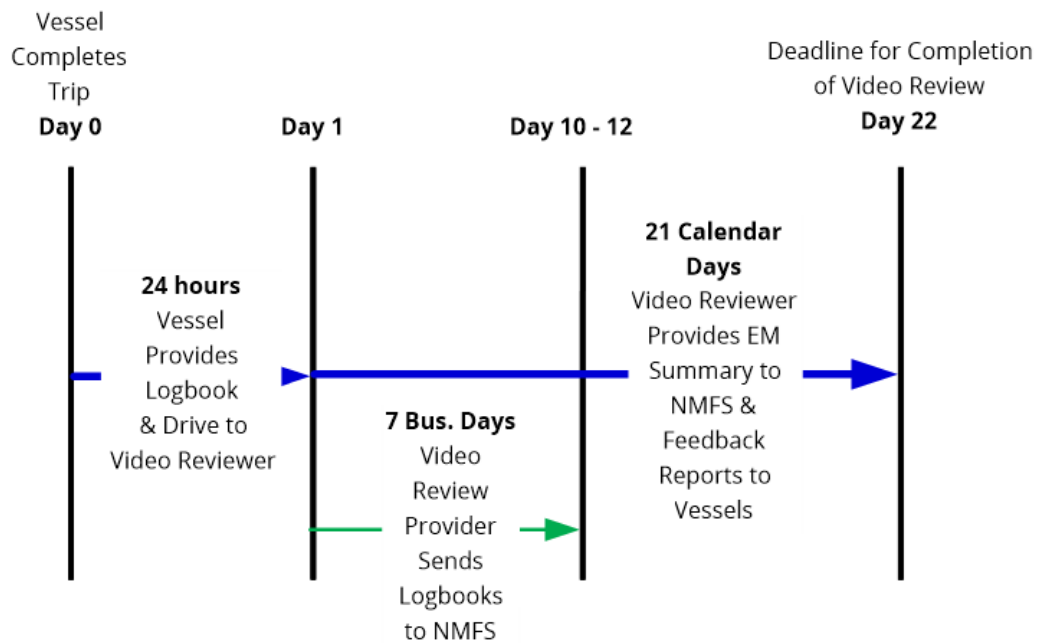 Vessel
Completes
Trip
Day 0
Day 1
Day 10 - 12
Deadline for Completion
of Video Review
Day 22
24 hours
Vessel
Provides
Logbook
& Drive to
Video Reviewer
7 Bus. Days
Video
Review
Provider
Sends
Logbooks
to NMFS
21 Calendar
Days
Video Reviewer
Provides EM
Summary to
NMFS &
Feedback
Reports to
Vessels